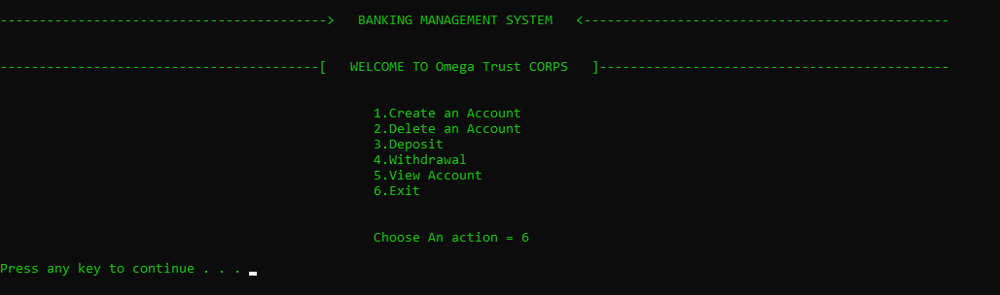 ------------------------------------------>   BANKING MANAGEMENT SYSTEM   <-----------------------------------------------
-----------------------------------------[   WELCOME TO Omega Trust CORPS   ]---------------------------------------------
1.Create an Account
2.Delete an Account
3.Deposit
4.Withdrawal
5.View Account
6.Exit
Choose An action = 6
Press any key to continue . . .